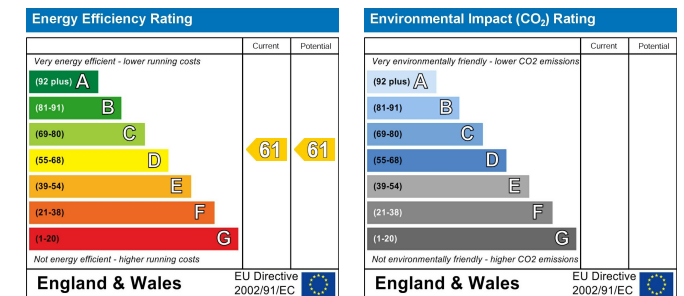 Energy Efficiency Rating
Current Potential
Very energy efficient - lower running costs
(92 plus) A
(81-91) B
(69-80) C
(55-68) D
61 61
(39-54) E
(21-38) F
(1-20) G
Not energy efficient - higher running costs
England & Wales
EU Directive
2002/91/EC
Environmental Impact (CO2) Rating
Current Potential
Very environmentally friendly - lower CO2 emissions
(92 plus) A
(81-91) B
(69-80) C
(55-68) D
(39-54) E
(21-38) F
(1-20) G
Not environmentally friendly - higher CO2 emissions
England & Wales
EU Directive
2002/91/EC